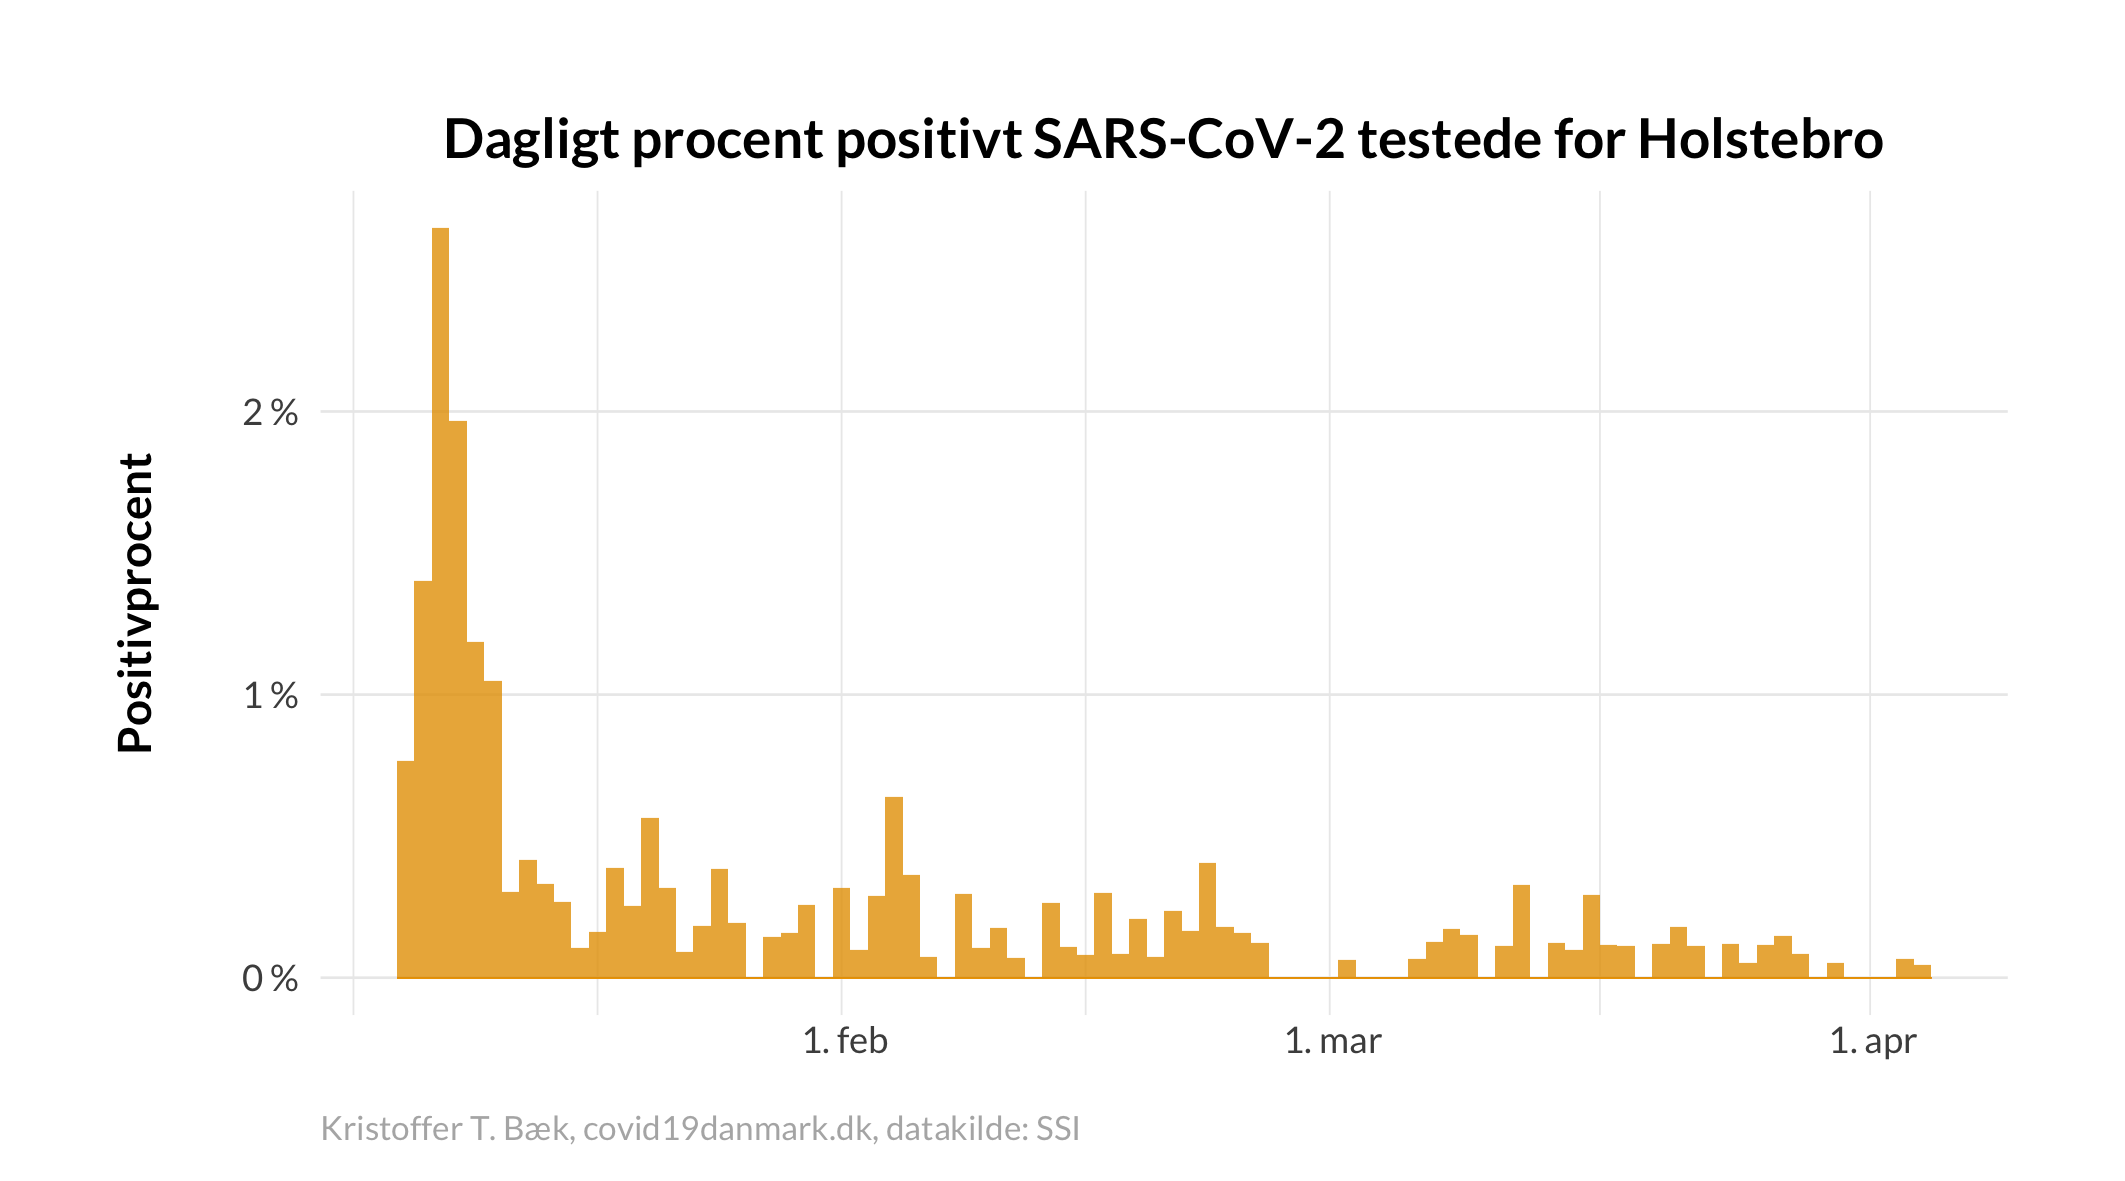 Dagligt procent positivt SARS-CoV-2 testede for Holstebro
Positivprocent
2 %
1 %
0 %
1. feb
1. mar
1. apr
Kristoffer T. Bæk, covid19danmark.dk, datakilde: SSI